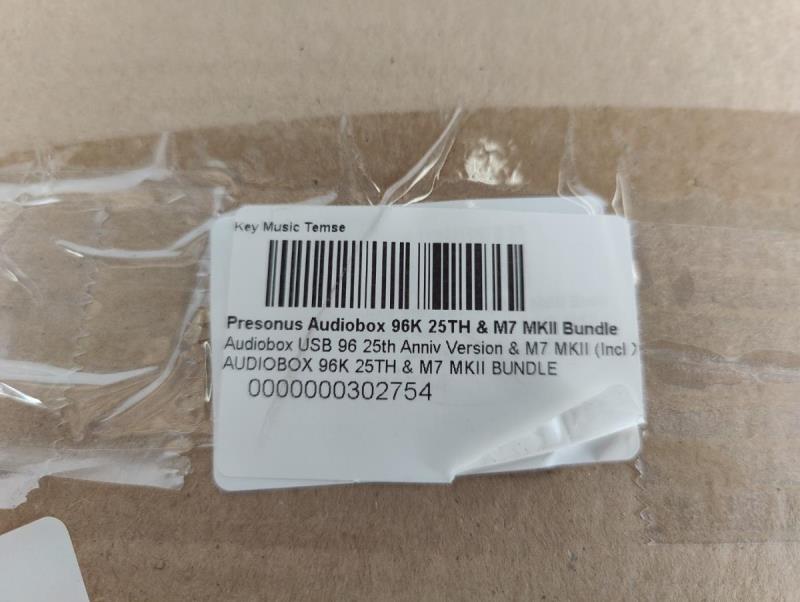 Key Music Temse
Presonus Audiobox 96K 25TH & M7 MKII Bundle
Audiobox USB 96 25th Anniv Version & M7 MKII (Incl
AUDIOBOX 96K 25TH & M7 MKII BUNDLE
0000000302754